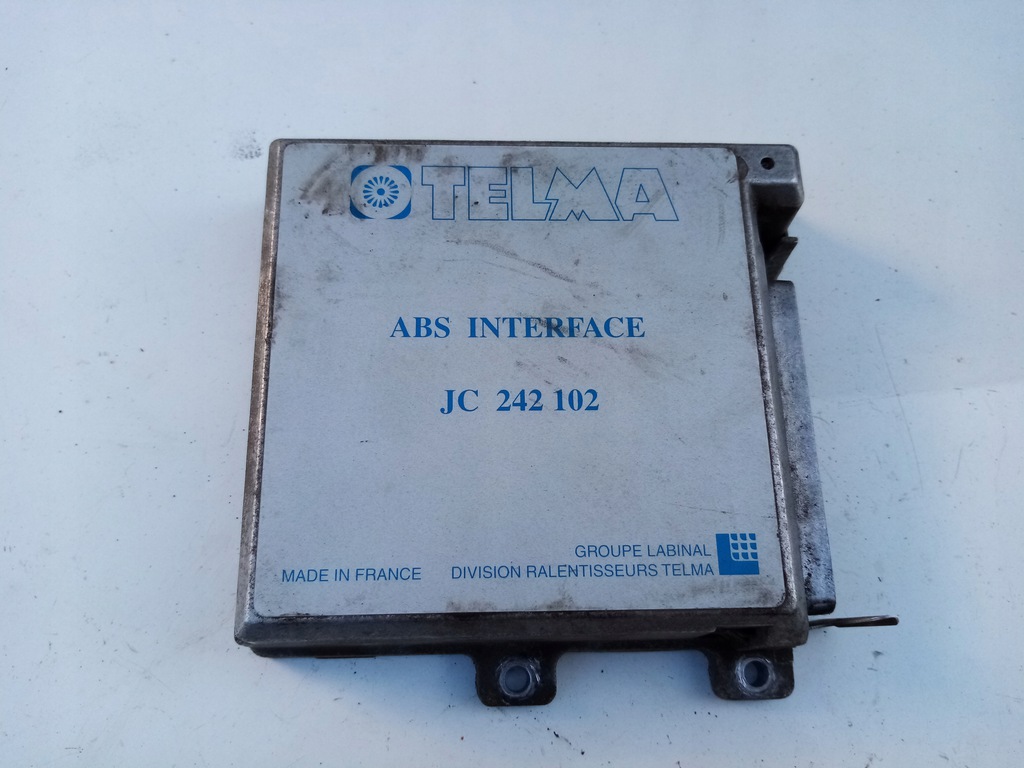 TELMA
ABS INTERFACE
JC 242 102
GROUPE LABINAL
MADE IN FRANCE DIVISION RALENTISSEURS TELMA